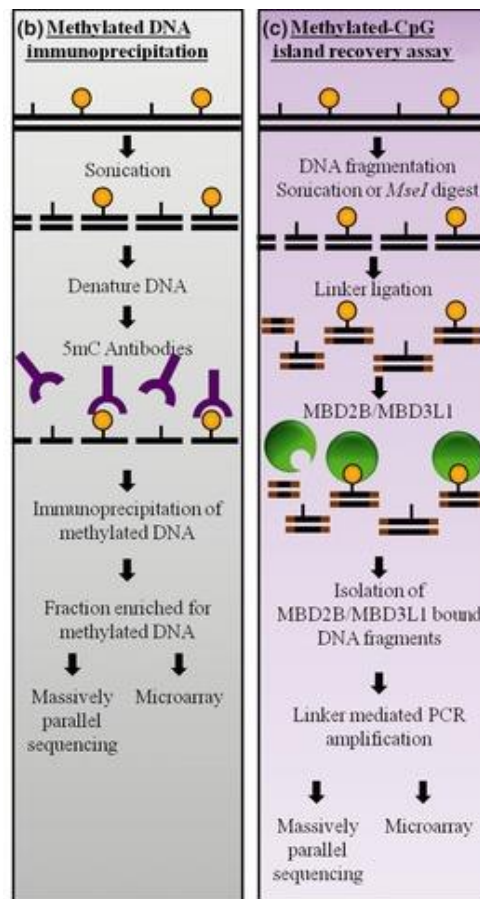 (b) Methylated DNA
immunoprecipitation
Sonication
Denature DNA
5mC Antibodies
Immunoprecipitation of
methylated DNA
Fraction enriched for
methylated DNA
Massively
parallel
sequencing
Microarray
(c) Methylated-CpG
island recovery assay
DNA fragmentation
Sonication or MseI digest
Linker ligation
MBD2B/MBD3L1
Isolation of
MBD2B/MBD3L1 bound
DNA fragments
Linker mediated PCR
amplification
Massively
parallel
sequencing
Microarray